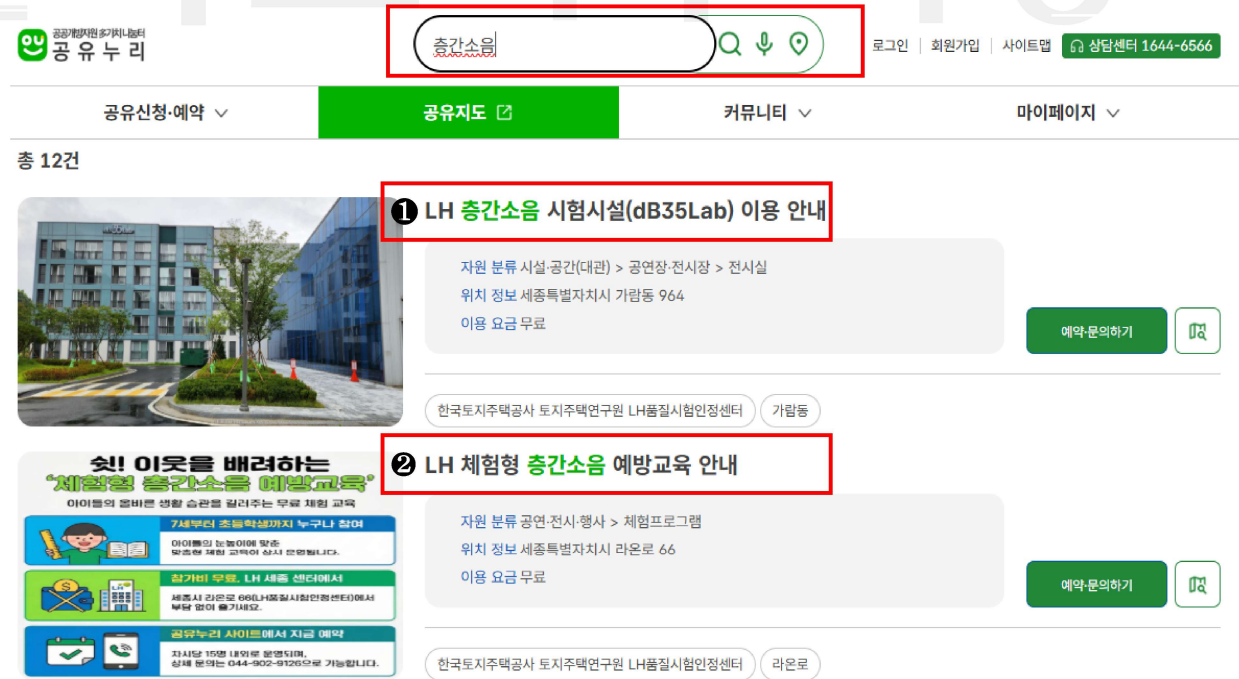 공공개방자원 공가치나눔터
공유누리
층간소음
로그인 | 회원가입 | 사이트맵 상담센터 1644-6566
공유신청·예약 공유지도 커뮤니티 마이페이지
총 12건
❶ LH 층간소음 시험시설(dB35Lab) 이용 안내
자원 분류 시설·공간(대관) > 공연장·전시장 > 전시실
위치 정보 세종특별자치시 가람동 964
이용 요금 무료
예약·문의하기
한국토지주택공사 토지주택연구원 LH품질시험인정센터 가람동
쉿! 이웃을 배려하는
‘체험형 층간소음 예방교육’
아이들의 올바른 생활 습관을 길러주는 무료 체험 교육
7세부터 초등학생까지 누구나 참여
아이들의 눈높이에 맞춘
맞춤형 체험 교육이 상시 운영됩니다.
참가비 무료, LH 세종 센터에서
세종시 라온로 66(LH품질시험인정센터)에서
부담 없이 즐기세요.
공유누리 사이트에서 지금 예약
차시당 15명 내외로 운영되며,
상세 문의는 044-902-9126으로 가능합니다.
❷ LH 체험형 층간소음 예방교육 안내
자원 분류 공연·전시·행사 > 체험프로그램
위치 정보 세종특별자치시 라온로 66
이용 요금 무료
예약·문의하기
한국토지주택공사 토지주택연구원 LH품질시험인정센터 라온로